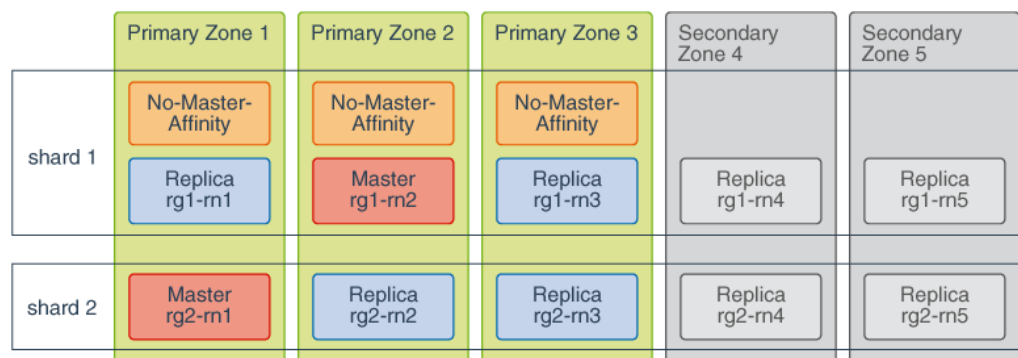 Primary Zone 1
Primary Zone 2
Primary Zone 3
Secondary
Zone 4
Secondary
Zone 5
shard 1
No-Master-
Affinity
No-Master-
Affinity
No-Master-
Affinity
Replica
rg1-rn1
Master
rg1-rn2
Replica
rg1-rn3
Replica
rg1-rn4
Replica
rg1-rn5
shard 2
Master
rg2-rn1
Replica
rg2-rn2
Replica
rg2-rn3
Replica
rg2-rn4
Replica
rg2-rn5